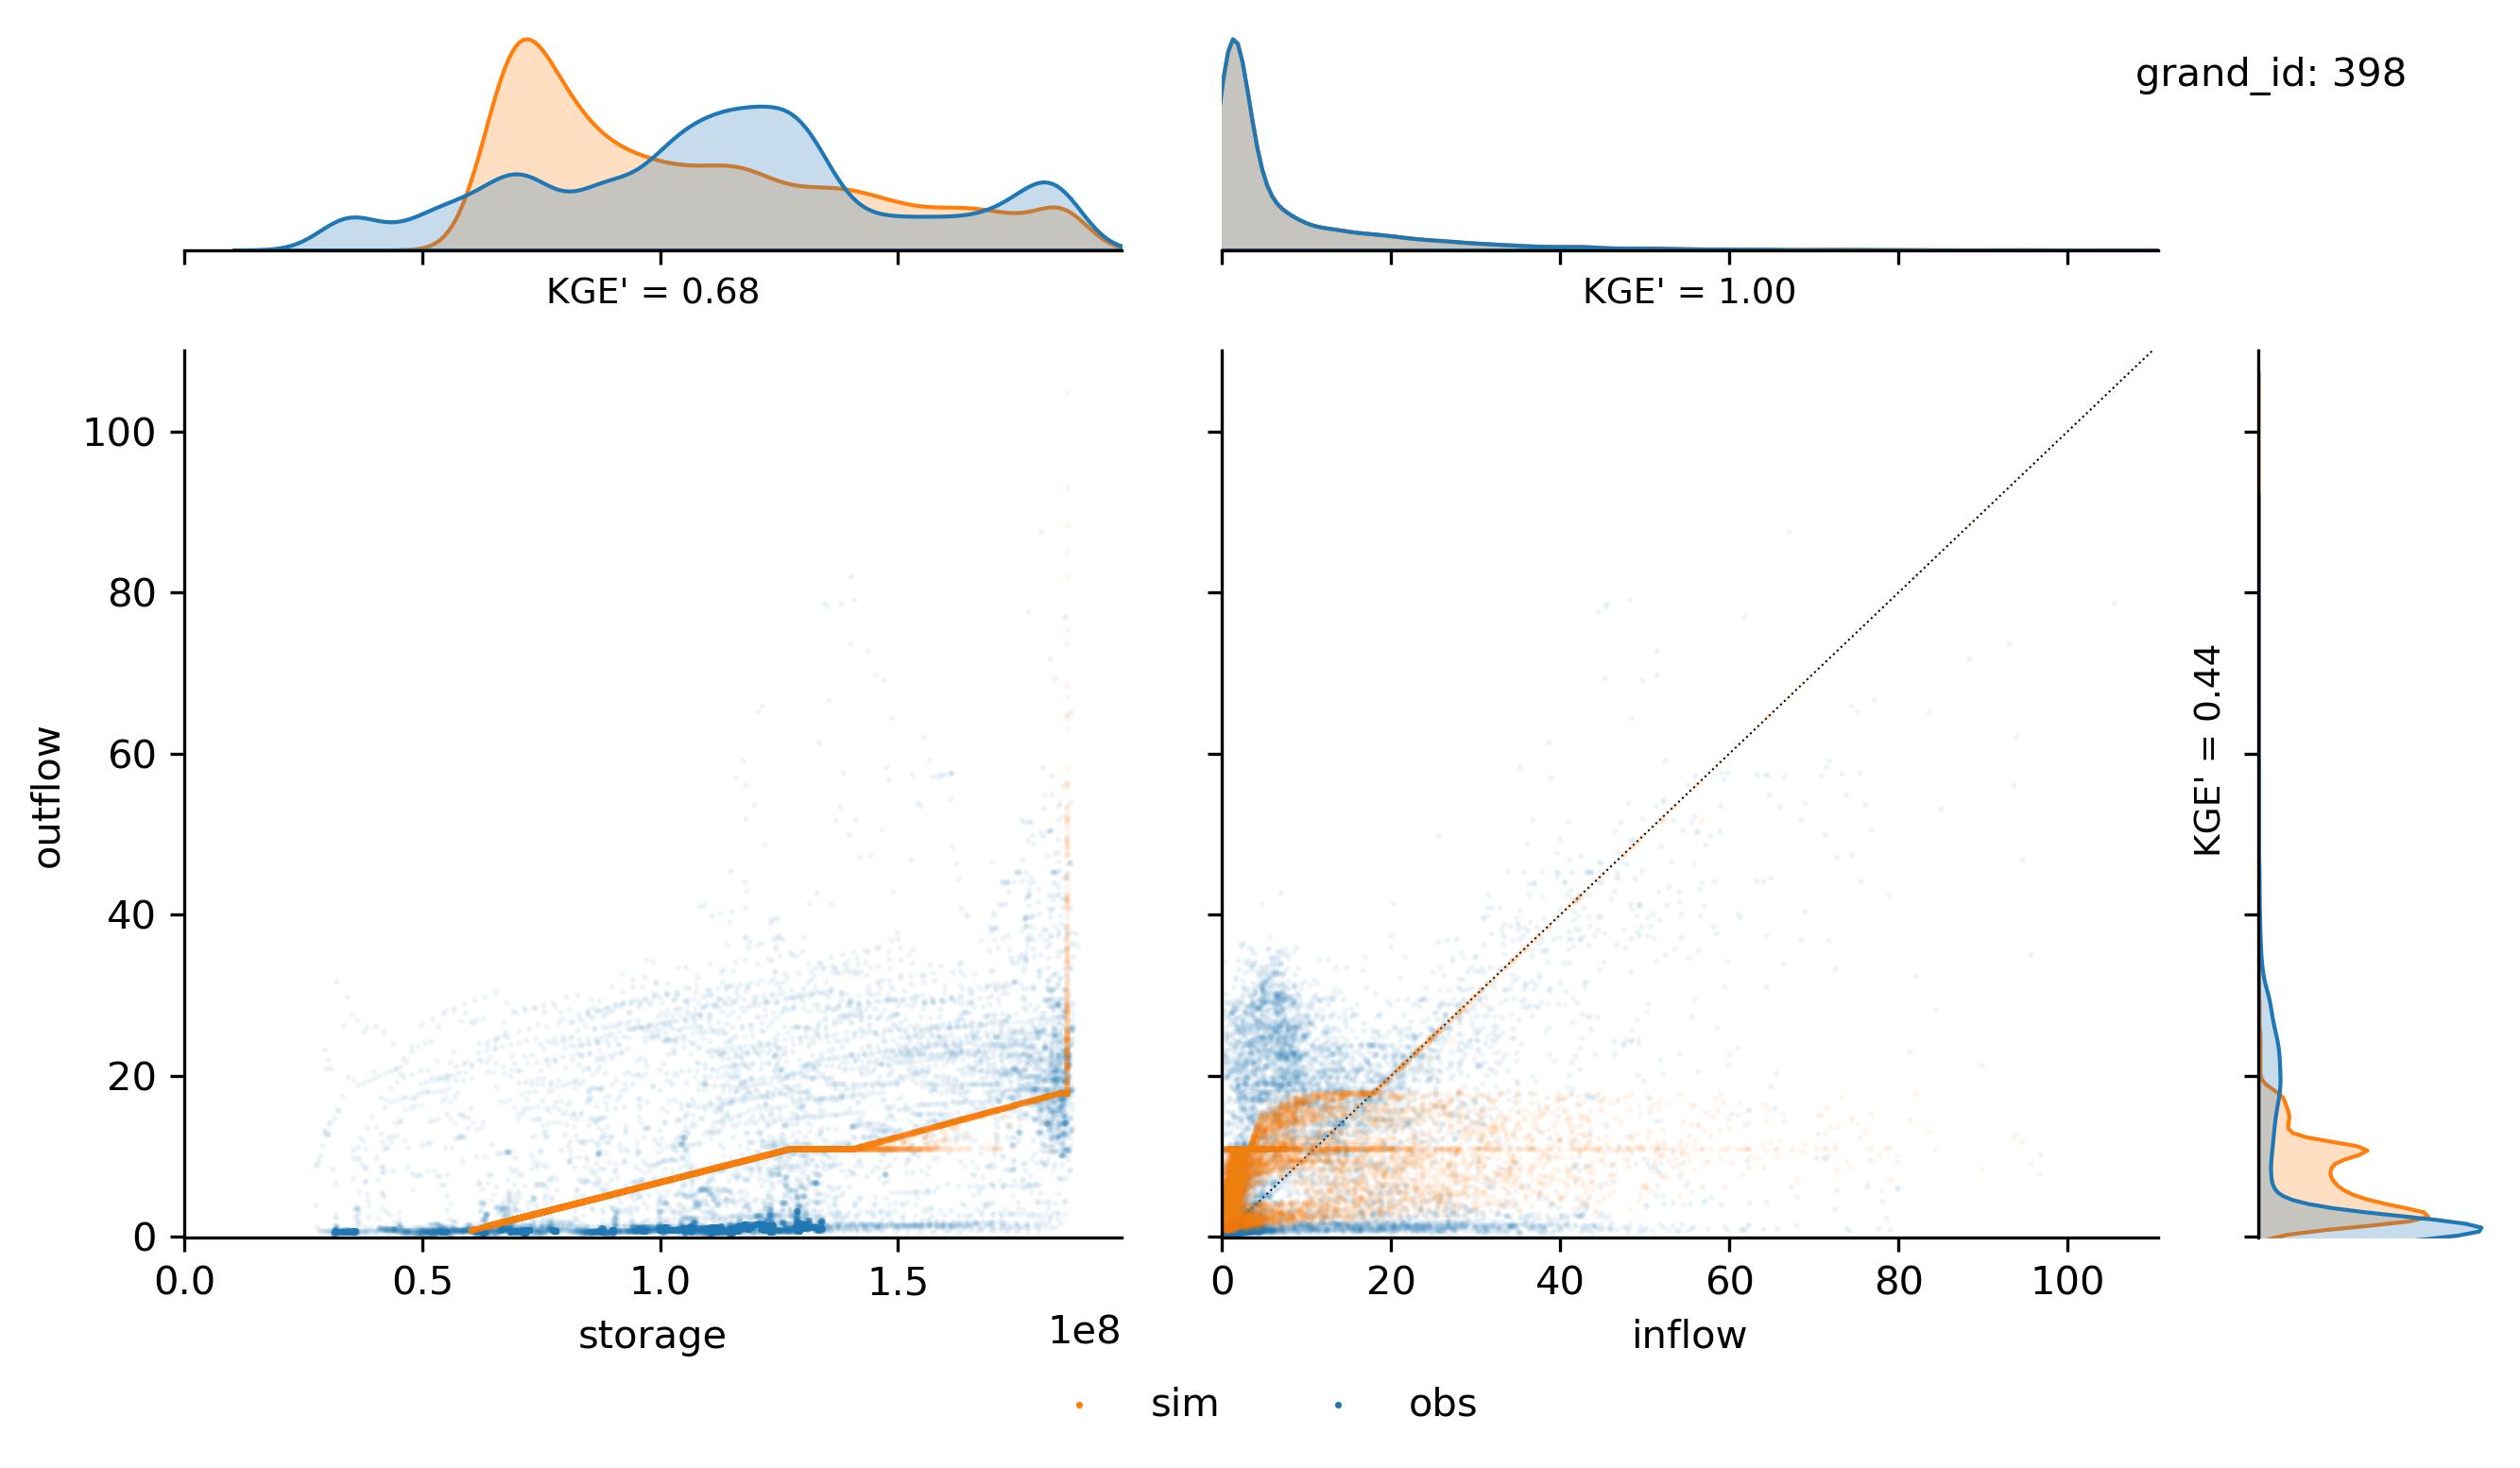 grand_id: 398
KGE' = 0.68
KGE' = 1.00
100
80
60
40
20
0
outflow
0.0 0.5 1.0 1.5
storage
1e8
0 20 40 60 80 100
inflow
KGE' = 0.44
sim obs